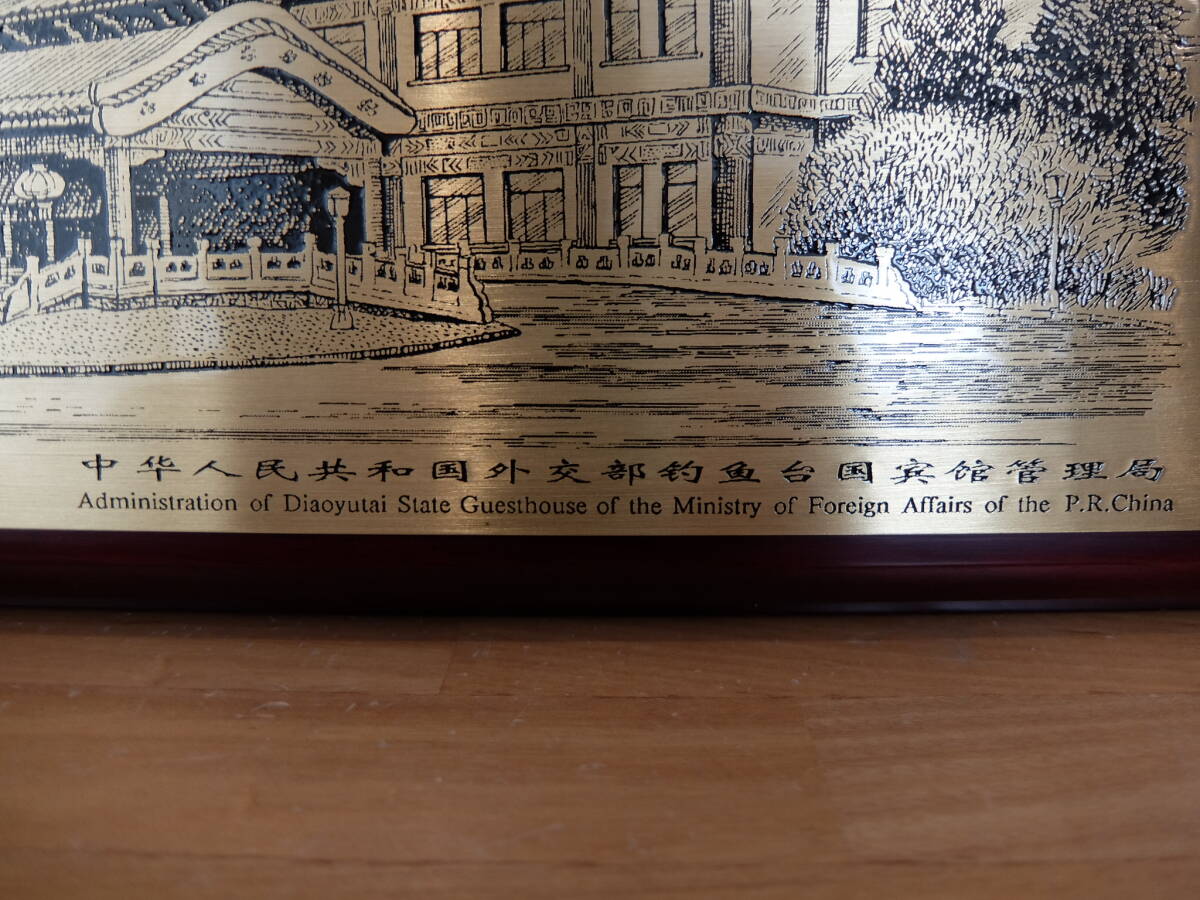 中华人民共和国外交部钓鱼台国宾馆管理局
Administration of Diaoyutai State Guesthouse of the Ministry of Foreign Affairs of the P.R.China